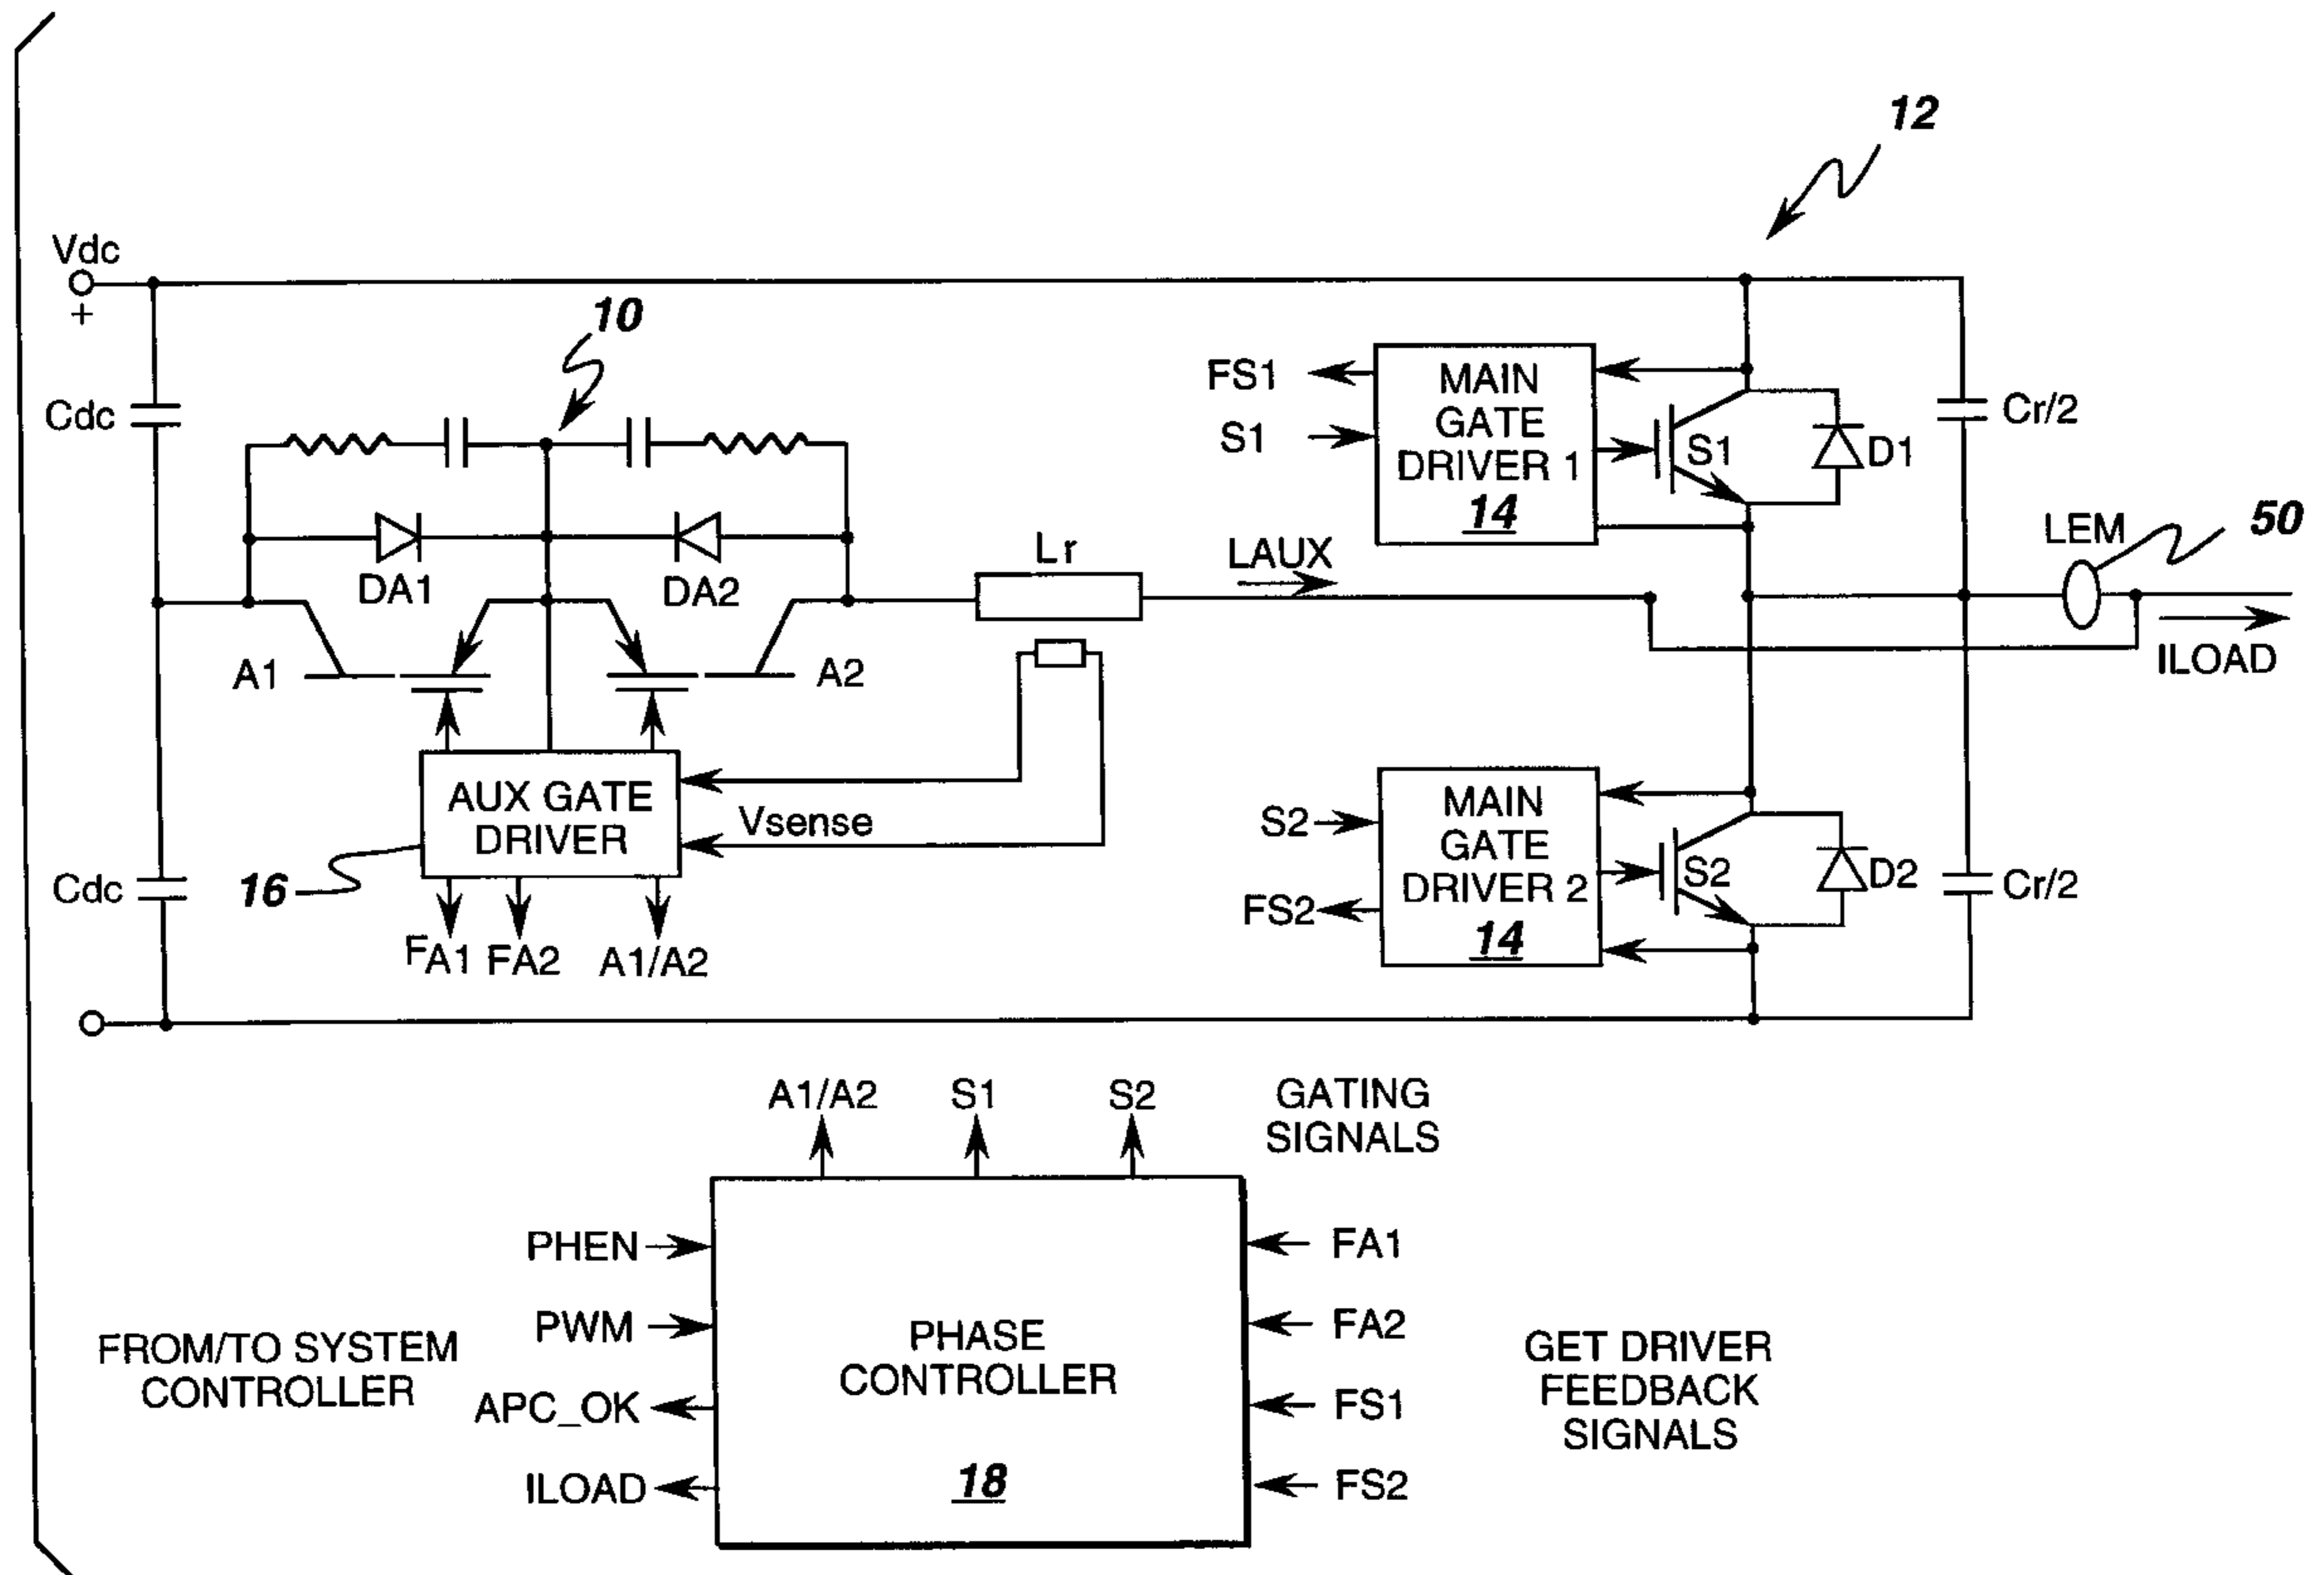 12
Vdc
+
10
Cdc
DA1
DA2
A1
A2
Lr
LAUX
FS1
S1
MAIN
GATE
DRIVER 1
14
S1
D1
Cr/2
LEM
50
ILOAD
AUX GATE
DRIVER
Vsense
16
Cdc
FA1 FA2 A1/A2
S2
FS2
MAIN
GATE
DRIVER 2
14
S2
D2
Cr/2
A1/A2 S1 S2
GATING
SIGNALS
FROM/TO SYSTEM
CONTROLLER
PHEN
PWM
APC_OK
ILOAD
PHASE
CONTROLLER
18
FA1
FA2
FS1
FS2
GET DRIVER
FEEDBACK
SIGNALS